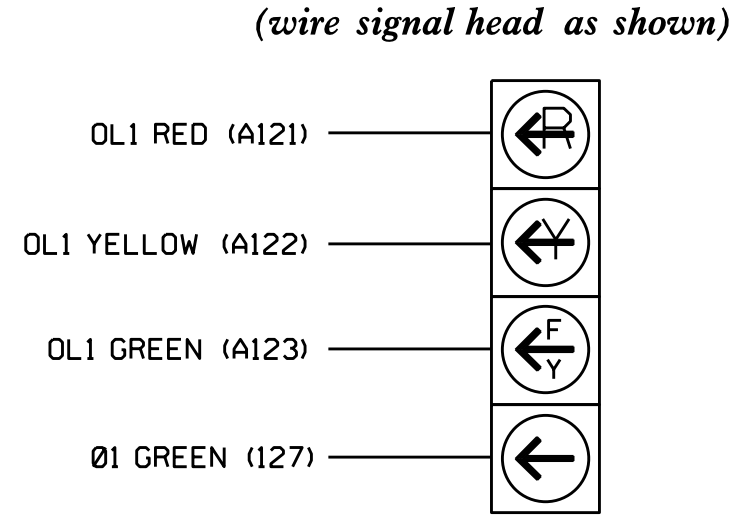 (wire signal head as shown)
OL1 RED (A121)
R
OL1 YELLOW (A122)
Y
OL1 GREEN (A123)
F
Y
Ø1 GREEN (127)